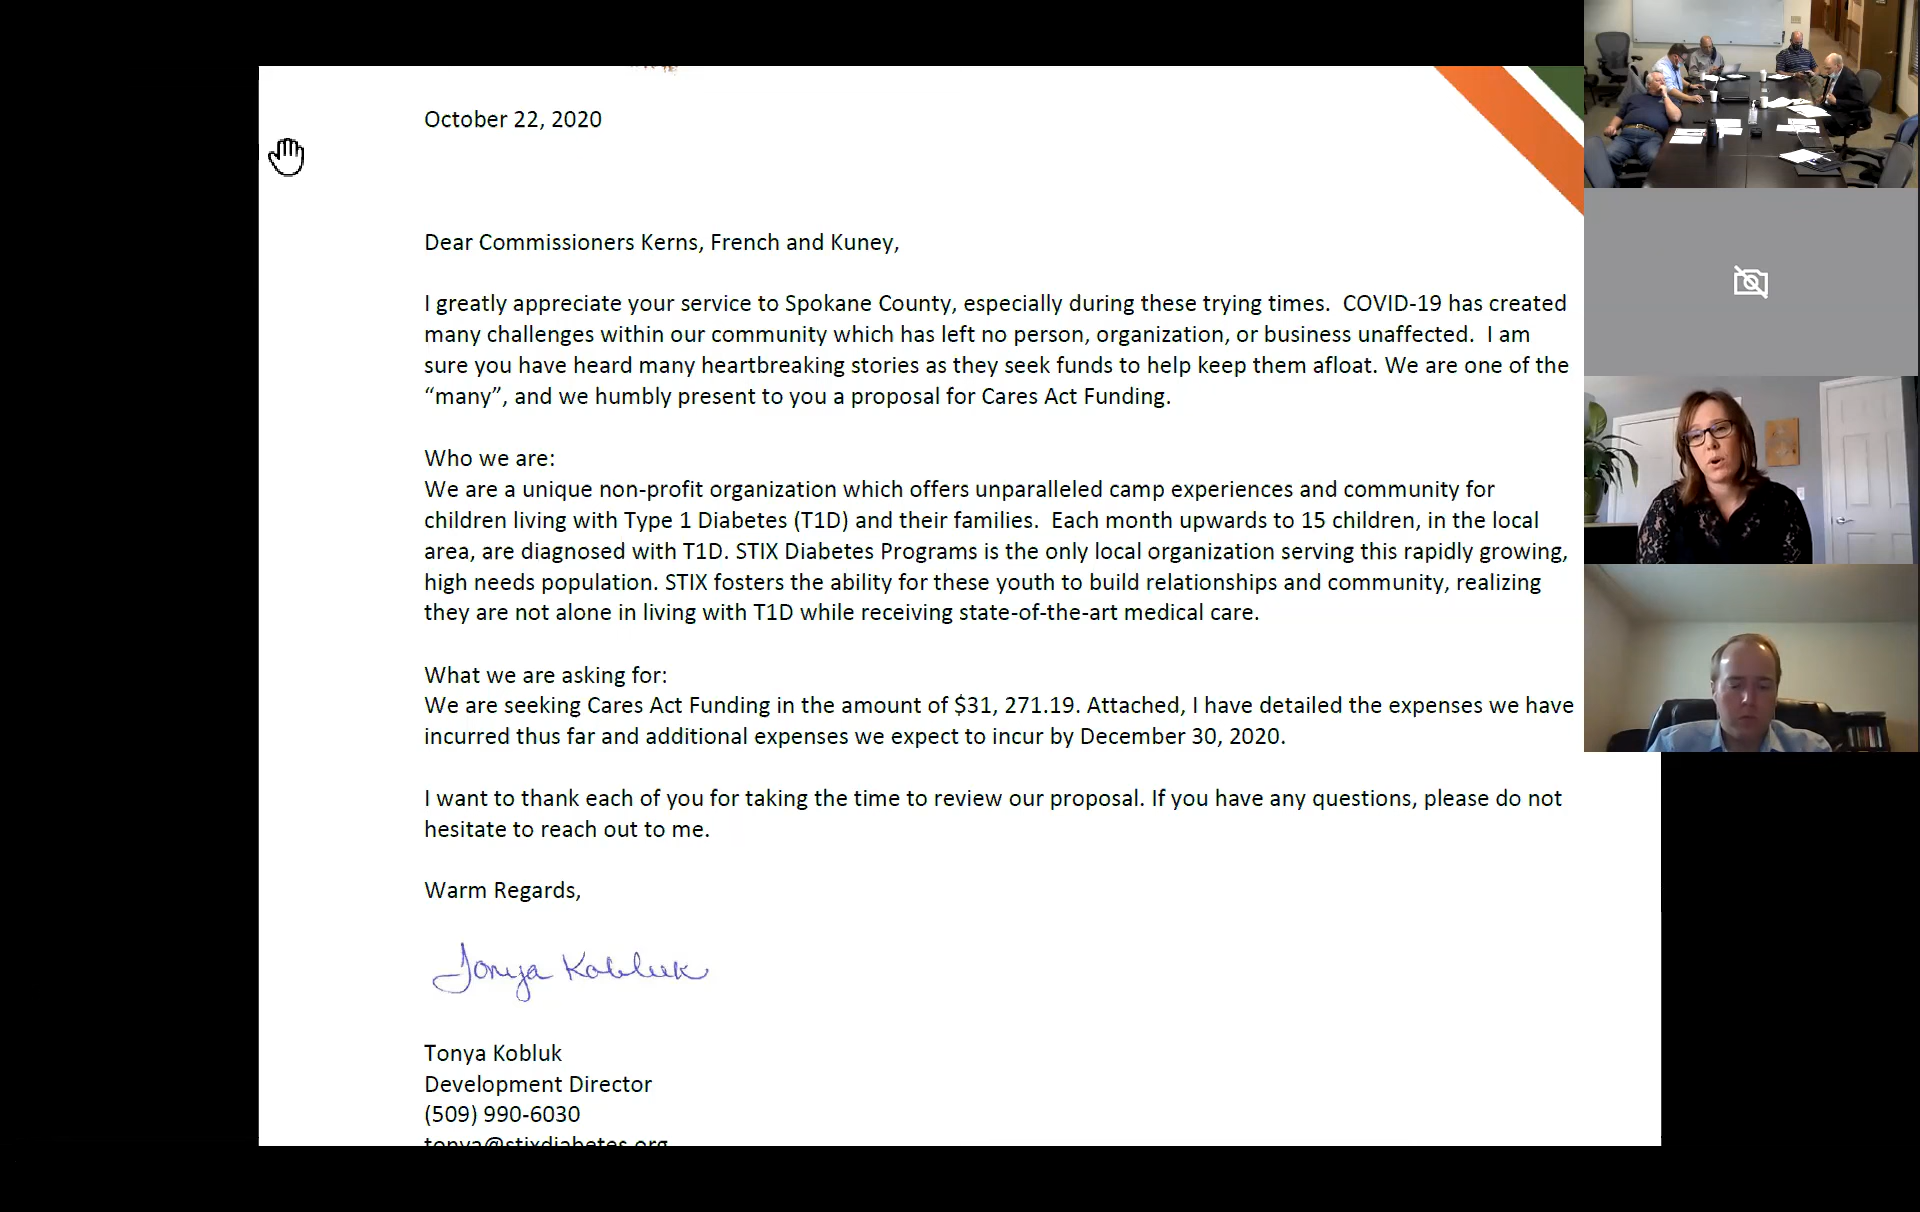 October 22, 2020
Dear Commissioners Kerns, French and Kuney,
I greatly appreciate your service to Spokane County, especially during these trying times.  COVID-19 has created
many challenges within our community which has left no person, organization, or business unaffected.  I am
sure you have heard many heartbreaking stories as they seek funds to help keep them afloat. We are one of the
“many”, and we humbly present to you a proposal for Cares Act Funding.
Who we are:
We are a unique non-profit organization which offers unparalleled camp experiences and community for
children living with Type 1 Diabetes (T1D) and their families.  Each month upwards to 15 children, in the local
area, are diagnosed with T1D. STIX Diabetes Programs is the only local organization serving this rapidly growing,
high needs population. STIX fosters the ability for these youth to build relationships and community, realizing
they are not alone in living with T1D while receiving state-of-the-art medical care.
What we are asking for:
We are seeking Cares Act Funding in the amount of $31, 271.19. Attached, I have detailed the expenses we have
incurred thus far and additional expenses we expect to incur by December 30, 2020.
I want to thank each of you for taking the time to review our proposal. If you have any questions, please do not
hesitate to reach out to me.
Warm Regards,
Tonya Kobluk
Tonya Kobluk
Development Director
(509) 990-6030
tonya@stixdiabetes.org